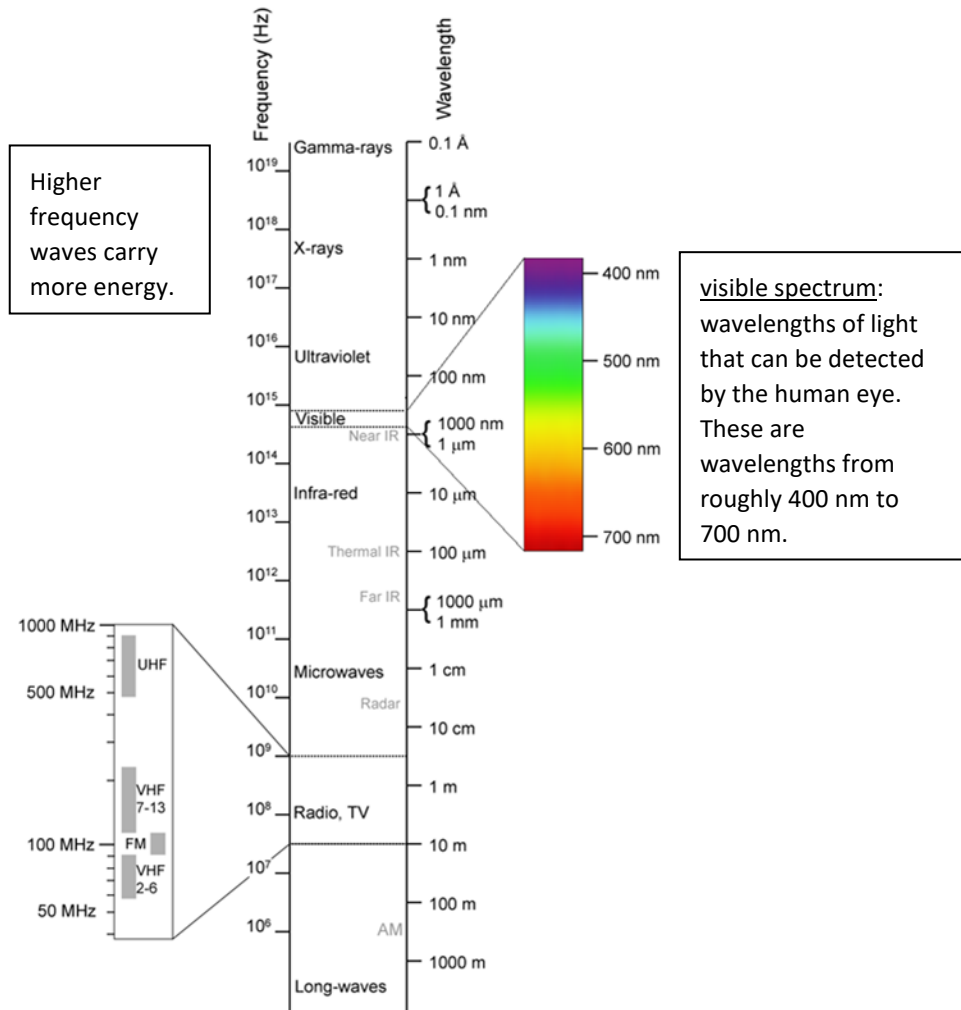 Frequency (Hz)
Wavelength
Higher
frequency
waves carry
more energy.
10¹⁹
10¹⁸
10¹⁷
10¹⁶
10¹⁵
10¹⁴
10¹³
10¹²
10¹¹
10¹⁰
10⁹
10⁸
10⁷
10⁶
Gamma-rays
X-rays
Ultraviolet
Visible
Near IR
Infra-red
Thermal IR
Far IR
Microwaves
Radar
Radio, TV
AM
Long-waves
0.1 Å
1 Å
0.1 nm
1 nm
10 nm
100 nm
1000 nm
1 μm
10 μm
100 μm
1000 μm
1 mm
1 cm
10 cm
1 m
10 m
100 m
1000 m
400 nm
500 nm
600 nm
700 nm
visible spectrum:
wavelengths of light
that can be detected
by the human eye.
These are
wavelengths from
roughly 400 nm to
700 nm.
1000 MHz
500 MHz
100 MHz
50 MHz
UHF
VHF
7-13
FM
VHF
2-6